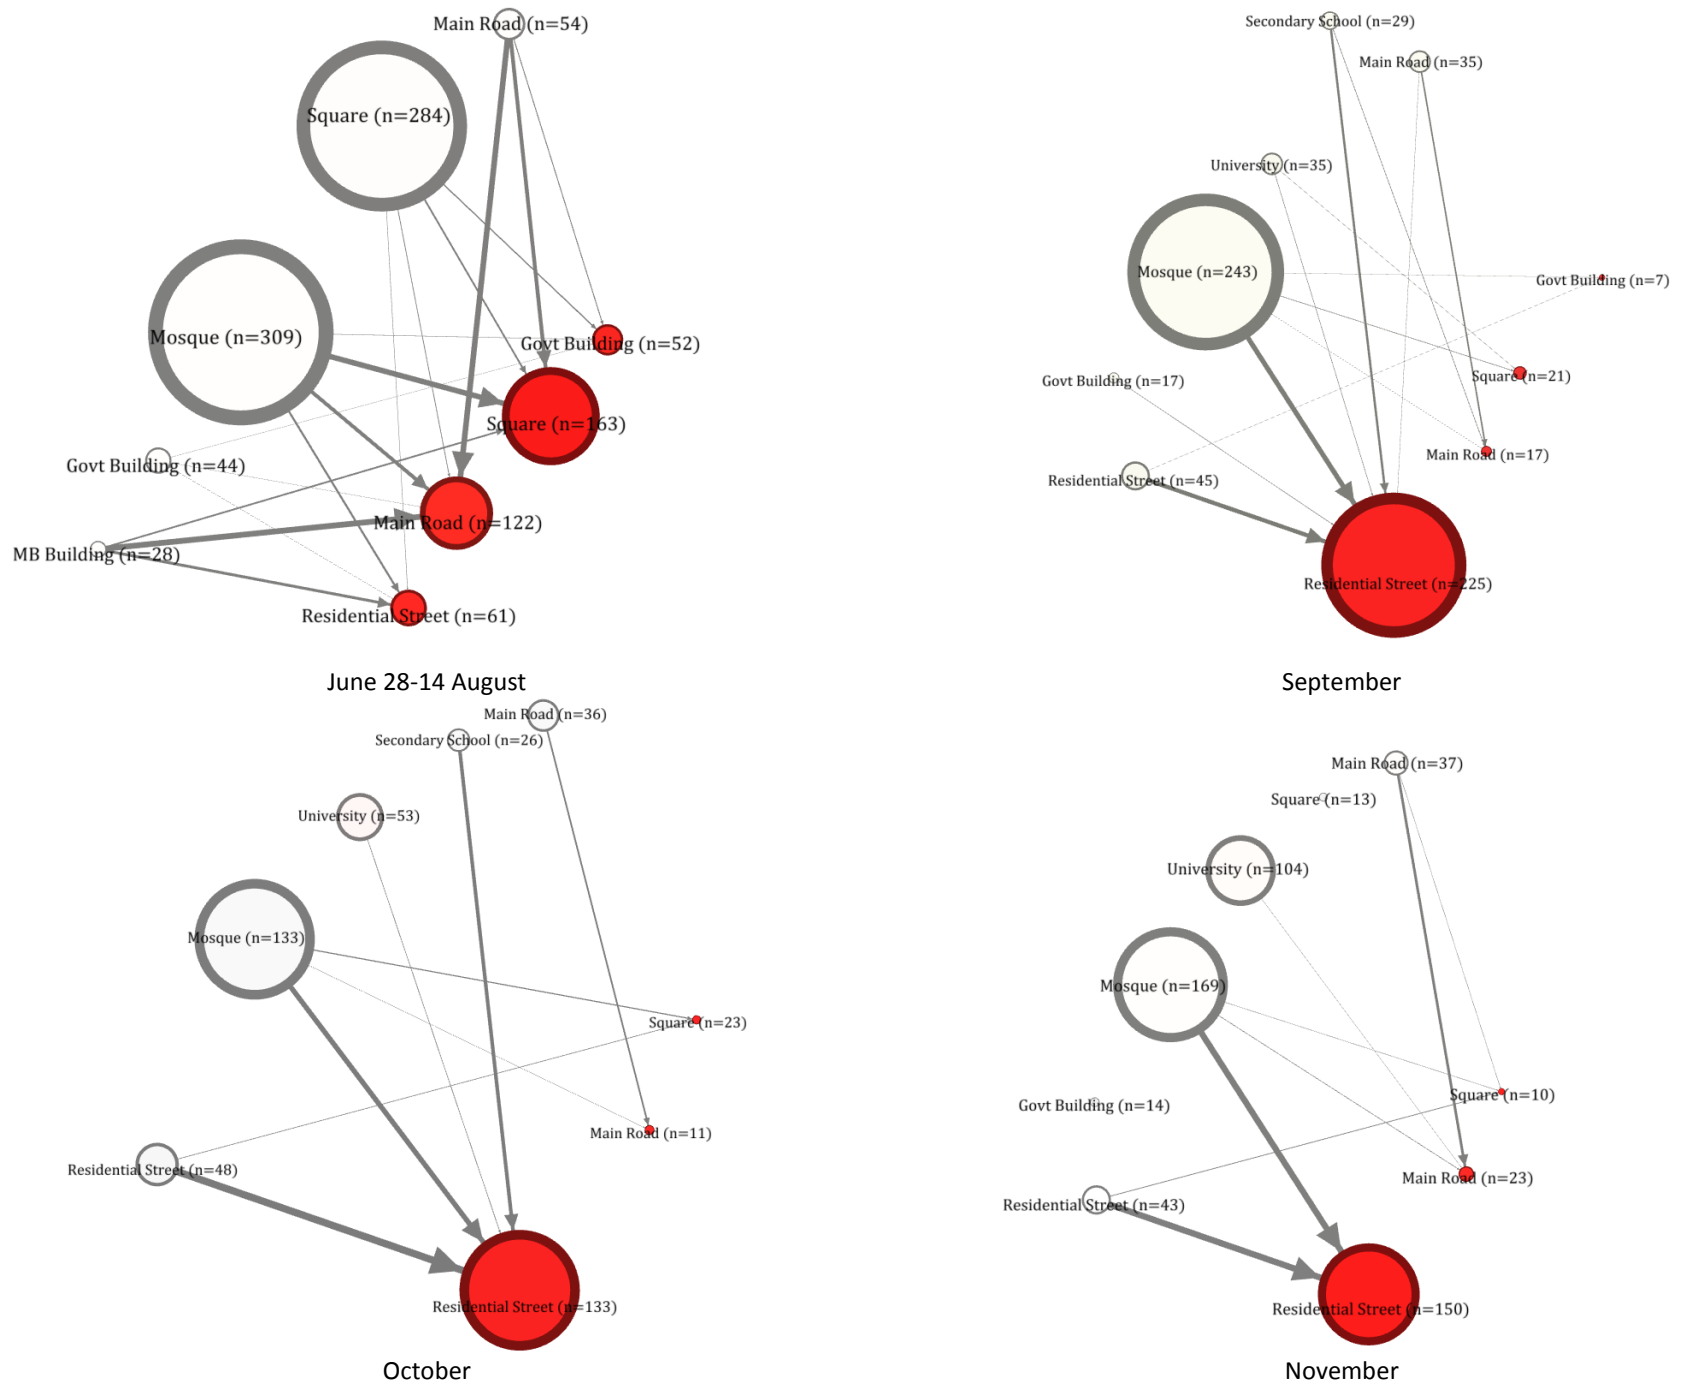 Main Road (n=54)
Square (n=284)
Mosque (n=309)
Govt Building (n=52)
Square (n=163)
Govt Building (n=44)
Main Road (n=122)
MB Building (n=28)
Residential Street (n=61)
June 28-14 August
Secondary School (n=29)
Main Road (n=35)
University (n=35)
Mosque (n=243)
Govt Building (n=7)
Square (n=21)
Govt Building (n=17)
Main Road (n=17)
Residential Street (n=45)
Residential Street (n=225)
September
Main Road (n=36)
Secondary School (n=26)
University (n=53)
Mosque (n=133)
Square (n=23)
Main Road (n=11)
Residential Street (n=48)
Residential Street (n=133)
October
Main Road (n=37)
Square (n=13)
University (n=104)
Mosque (n=169)
Square (n=10)
Govt Building (n=14)
Main Road (n=23)
Residential Street (n=43)
Residential Street (n=150)
November